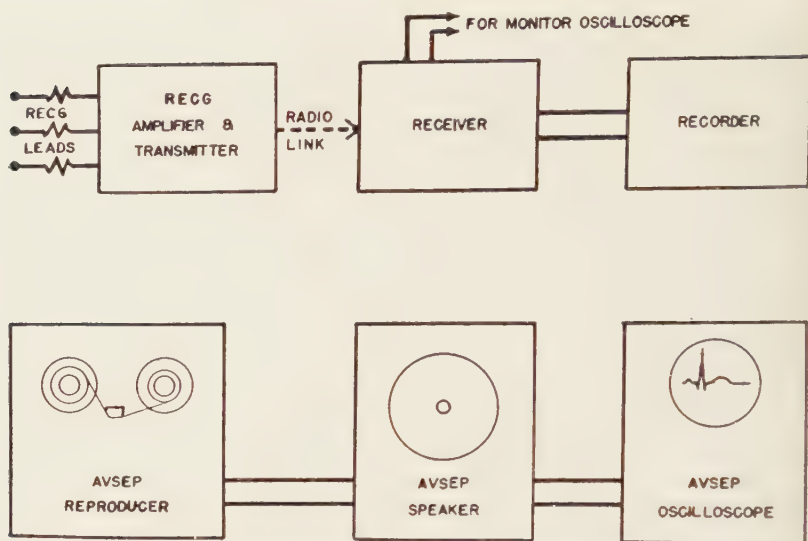 FOR MONITOR OSCILLOSCOPE
RECG
LEADS
RECG
AMPLIFIER &
TRANSMITTER
RADIO
LINK
RECEIVER
RECORDER
AVSEP
REPRODUCER
AVSEP
SPEAKER
AVSEP
OSCILLOSCOPE